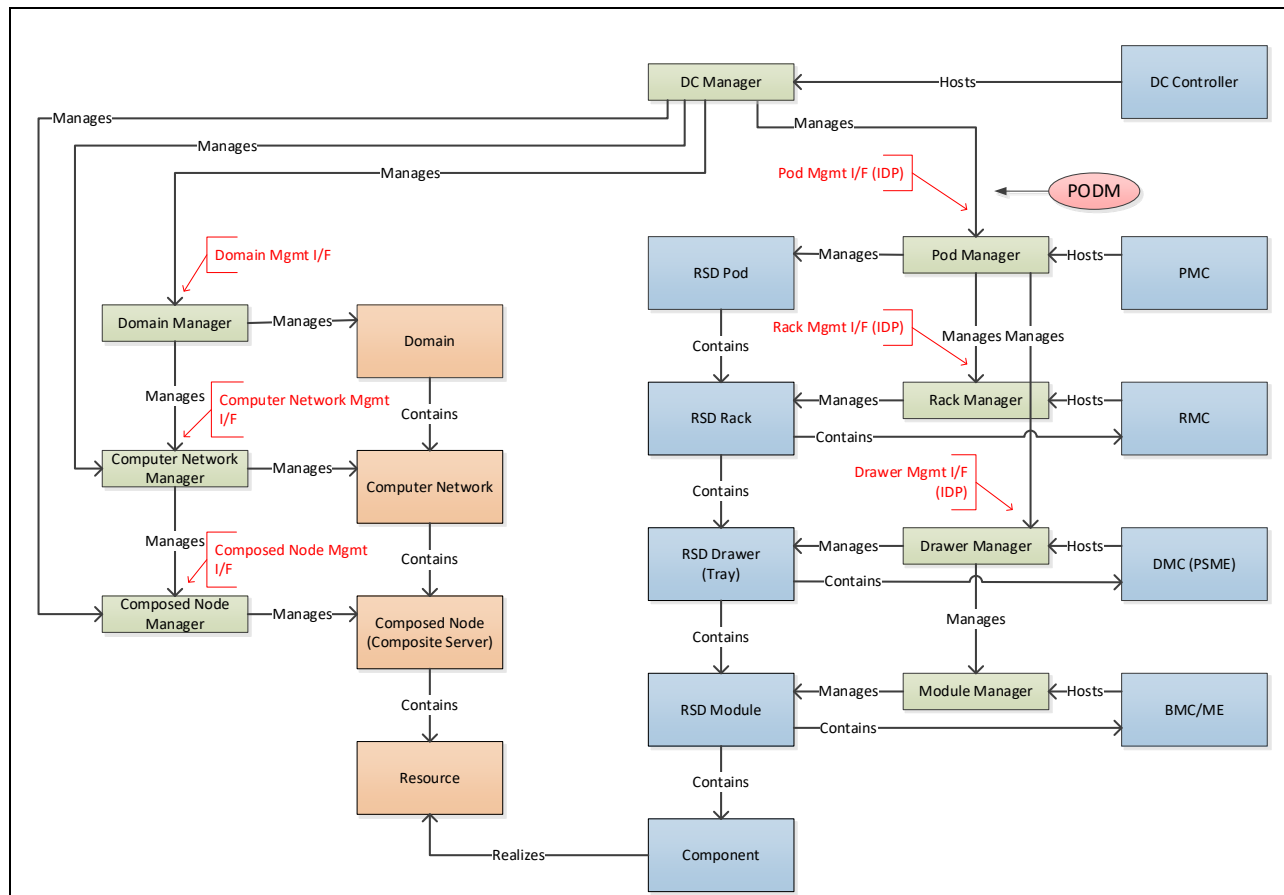 DC Manager
Hosts
DC Controller
Manages
Manages
Manages
Manages
Pod Mgmt I/F (IDP)
PODM
Domain Mgmt I/F
RSD Pod
Manages
Pod Manager
Hosts
PMC
Domain Manager
Manages
Domain
Rack Mgmt I/F (IDP)
Manages
Manages
Contains
Manages
Computer Network Mgmt
I/F
Contains
RSD Rack
Manages
Rack Manager
Hosts
RMC
Contains
Computer Network
Manager
Manages
Computer Network
Contains
Drawer Mgmt I/F
(IDP)
Manages
Composed Node Mgmt
I/F
Contains
RSD Drawer
(Tray)
Manages
Drawer Manager
Hosts
DMC (PSME)
Contains
Composed Node
Manager
Manages
Composed Node
(Composite Server)
Contains
Manages
Contains
RSD Module
Manages
Module Manager
Hosts
BMC/ME
Contains
Resource
Contains
Realizes
Component